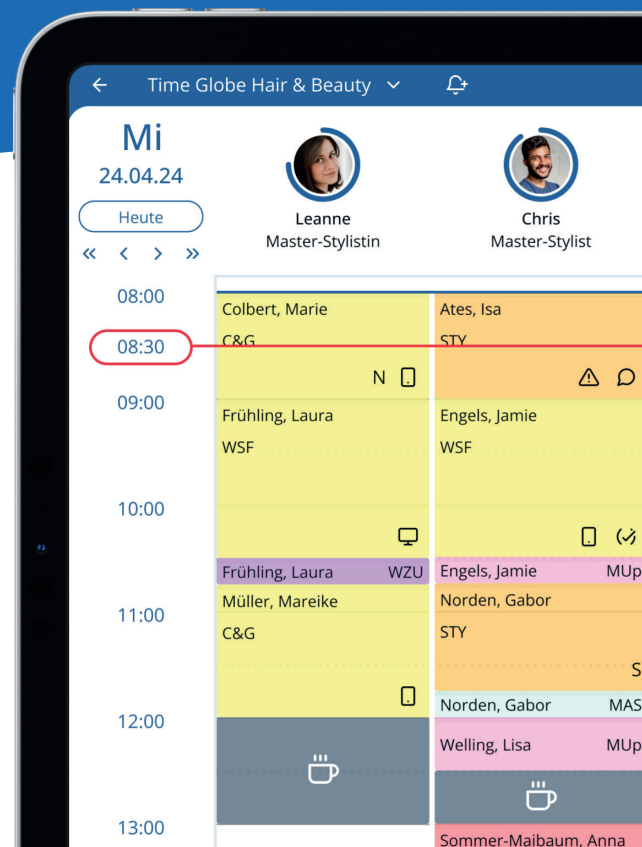 Time Globe Hair & Beauty
Mi
24.04.24
Heute
Leanne
Master-Stylistin
Chris
Master-Stylist
08:00
08:30
09:00
10:00
11:00
12:00
13:00
Colbert, Marie
C&G
N
Frühling, Laura
WSF
Frühling, Laura WZU
Müller, Mareike
C&G
Ates, Isa
STY
Engels, Jamie
WSF
Engels, Jamie MUp
Norden, Gabor
STY
S
Norden, Gabor MAS
Welling, Lisa MUp
Sommer-Maibaum, Anna